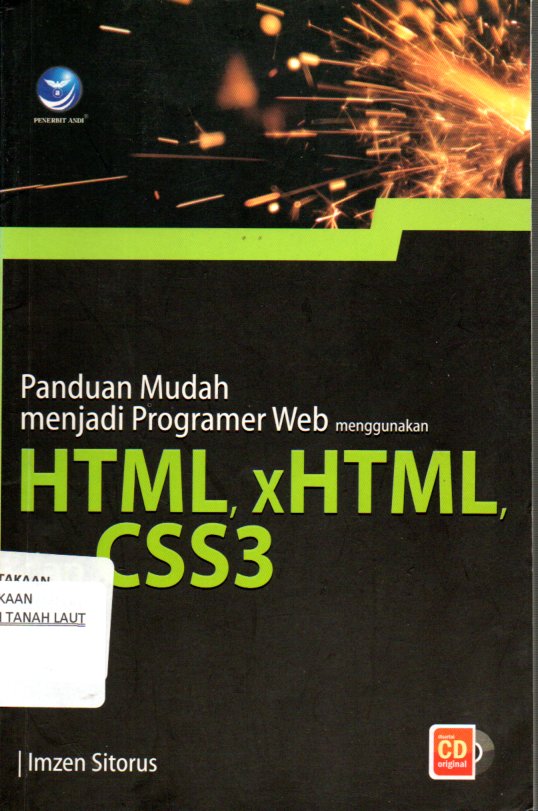 PENERBIT ANDI®
Panduan Mudah
menjadi Programer Web menggunakan
HTML, xHTML,
CSS3
TAKAAN
KAAN
TANAH LAUT
| Imzen Sitorus
disertai
CD
original